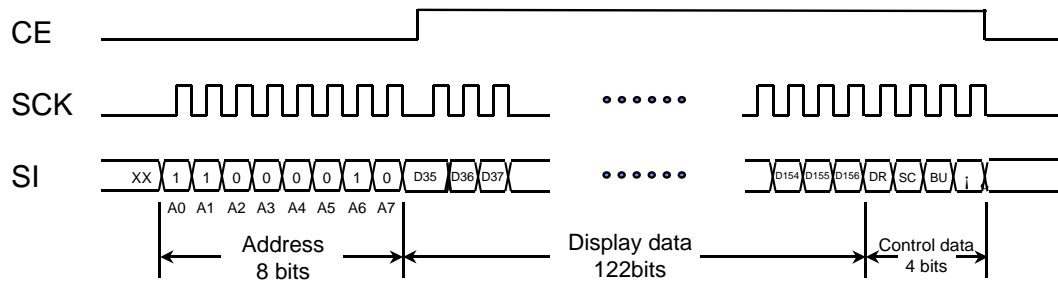 CE
SCK
SI
XX 1 1 0 0 0 0 1 0 D35 D36 D37 D154 D155 D156 DR SC BU ¡
A0 A1 A2 A3 A4 A5 A6 A7
Address
8 bits
Display data
122bits
Control data
4 bits